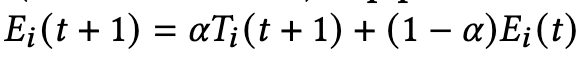 E_i(t + 1) = αT_i(t + 1) + (1 − α)E_i(t)